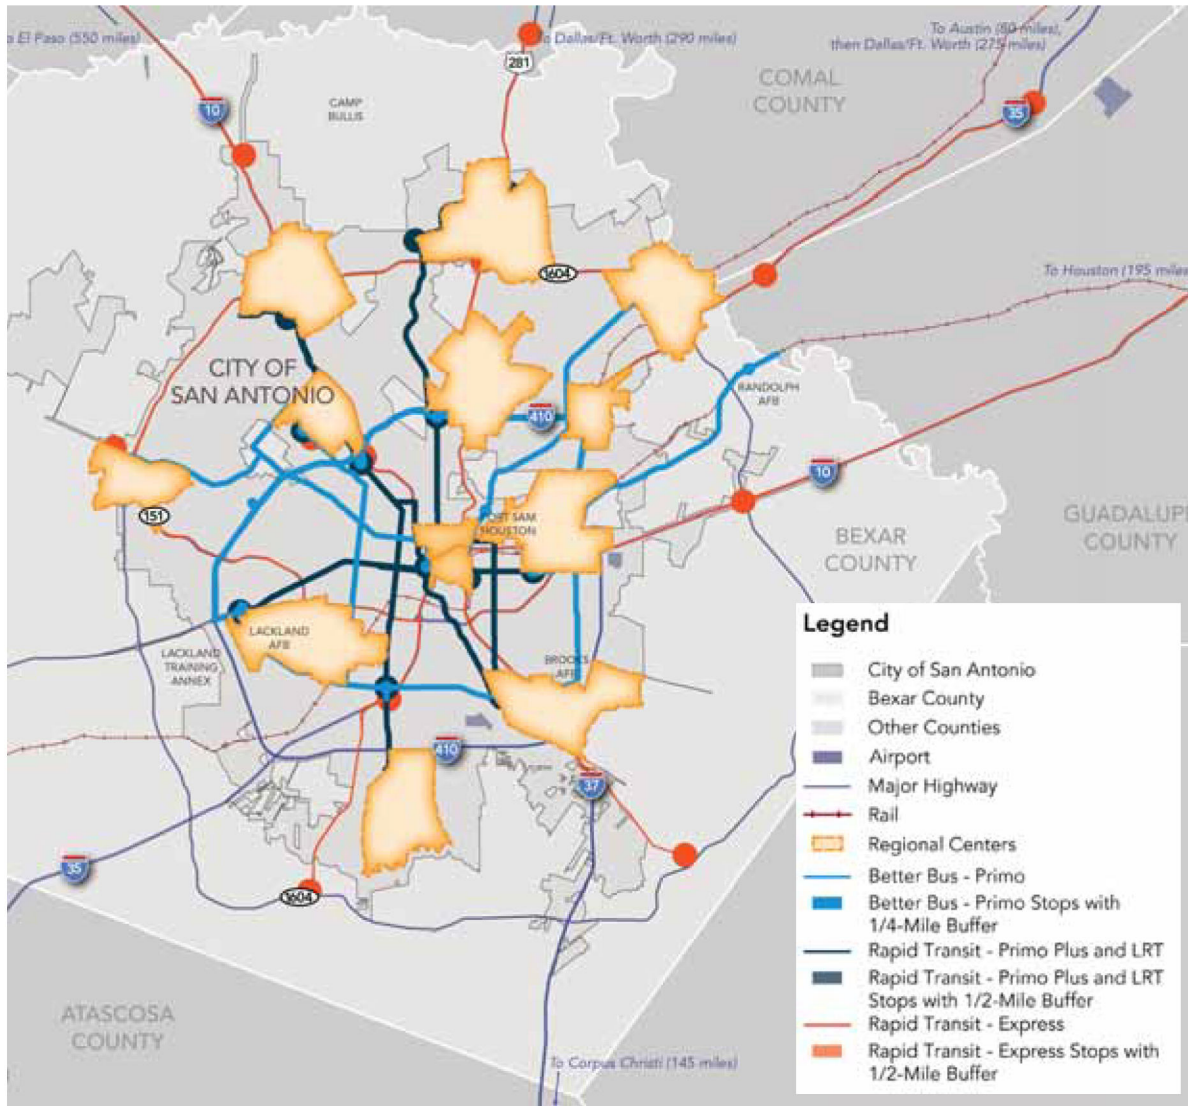 o El Paso (550 miles)
To Dallas/Ft. Worth (290 miles)
To Austin (80 miles),
then Dallas/Ft. Worth (275 miles)
281
COMAL
COUNTY
10
CAMP
BULLIS
35
1604
To Houston (195 miles
CITY OF
SAN ANTONIO
RANDOLPH
AFB
410
10
151
FORT SAM
HOUSTON
BEXAR
COUNTY
GUADALUPE
COUNTY
LACKLAND
AFB
LACKLAND
TRAINING
ANNEX
BROOKS
AFB
410
37
35
1604
ATASCOSA
COUNTY
To Corpus Christi (145 miles)
Legend
City of San Antonio
Bexar County
Other Counties
Airport
Major Highway
Rail
Regional Centers
Better Bus - Primo
Better Bus - Primo Stops with
1/4-Mile Buffer
Rapid Transit - Primo Plus and LRT
Rapid Transit - Primo Plus and LRT
Stops with 1/2-Mile Buffer
Rapid Transit - Express
Rapid Transit - Express Stops with
1/2-Mile Buffer